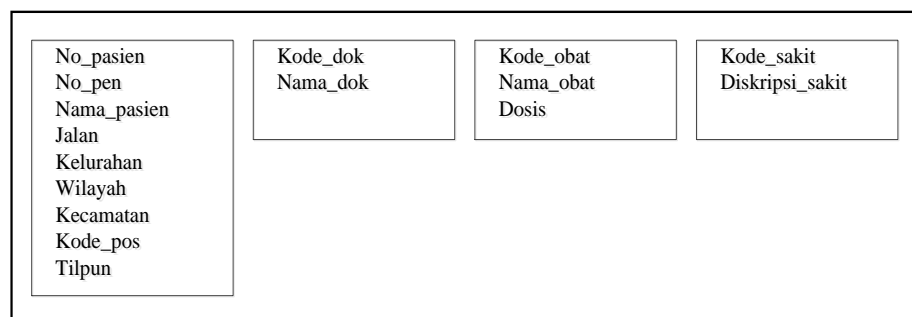 No_pasien
No_pen
Nama_pasien
Jalan
Kelurahan
Wilayah
Kecamatan
Kode_pos
Tilpun
Kode_dok
Nama_dok
Kode_obat
Nama_obat
Dosis
Kode_sakit
Diskripsi_sakit